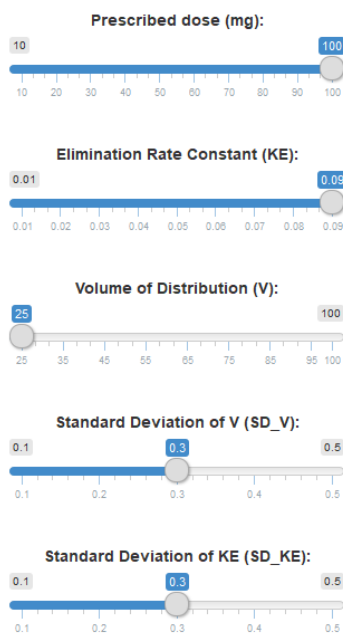 Prescribed dose (mg):
10 100
10 20 30 40 50 60 70 80 90 100
Elimination Rate Constant (KE):
0.01 0.09
0.01 0.02 0.03 0.04 0.05 0.06 0.07 0.08 0.09
Volume of Distribution (V):
25 100
25 35 45 55 65 75 85 95 100
Standard Deviation of V (SD_V):
0.1 0.3 0.5
0.1 0.2 0.3 0.4 0.5
Standard Deviation of KE (SD_KE):
0.1 0.3 0.5
0.1 0.2 0.3 0.4 0.5